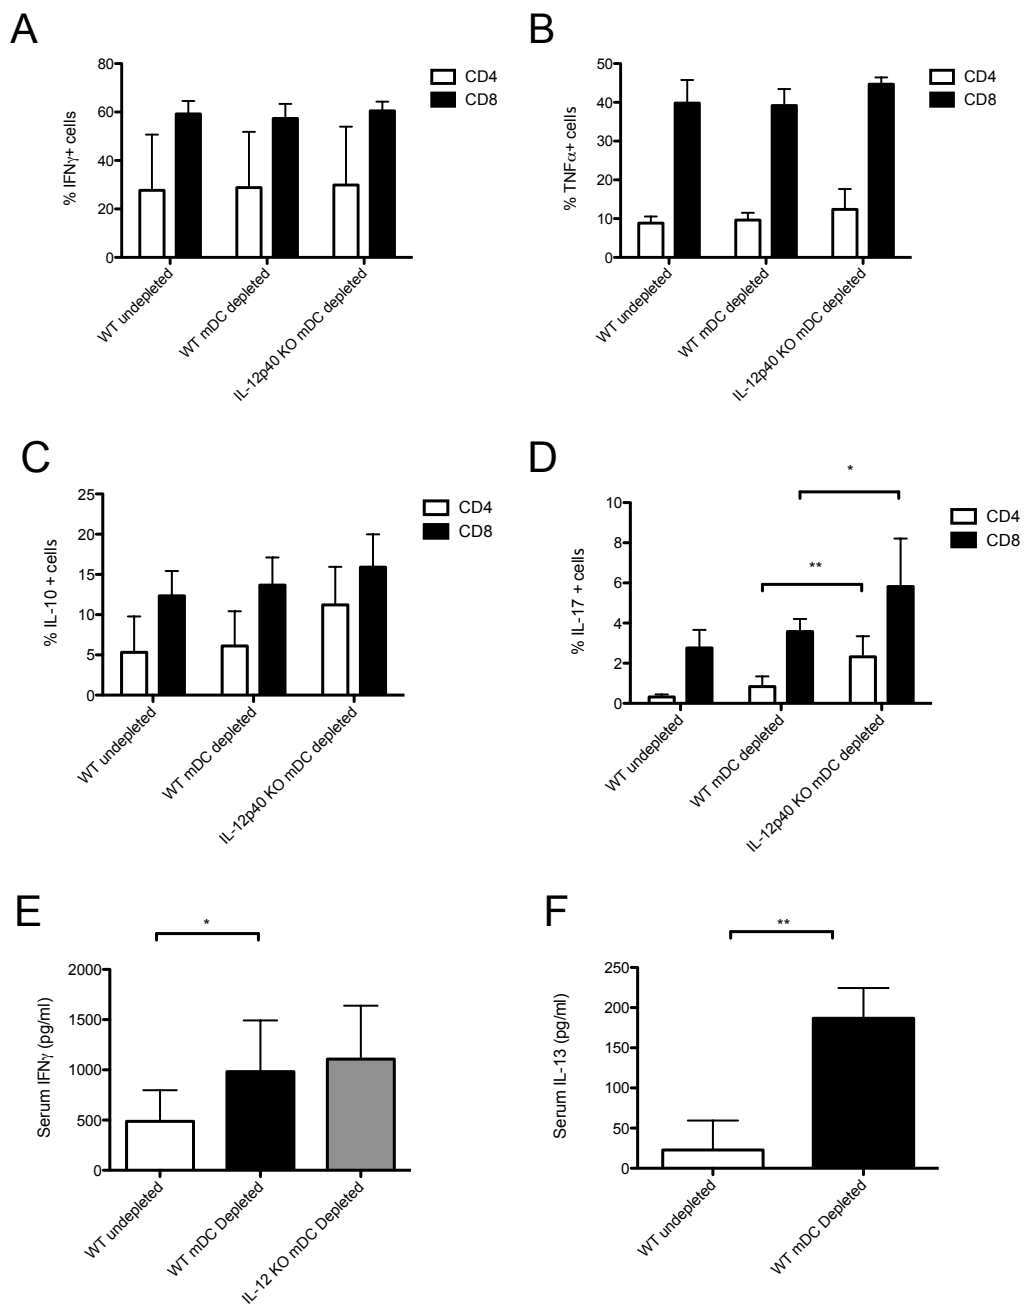 A
80
60
40
20
0
% IFNγ+ cells
CD4
CD8
WT undepleted
WT mDC depleted
IL-12p40 KO mDC depleted
B
50
40
30
20
10
0
% TNFα+ cells
CD4
CD8
WT undepleted
WT mDC depleted
IL-12p40 KO mDC depleted
C
25
20
15
10
5
0
% IL-10 + cells
CD4
CD8
WT undepleted
WT mDC depleted
IL-12p40 KO mDC depleted
D
*
**
10
8
6
4
2
0
% IL-17 + cells
CD4
CD8
WT undepleted
WT mDC depleted
IL-12p40 KO mDC depleted
E
*
2000
1500
1000
500
0
Serum IFNγ (pg/ml)
WT undepleted
WT mDC Depleted
IL-12 KO mDC Depleted
F
**
250
200
150
100
50
0
Serum IL-13 (pg/ml)
WT undepleted
WT mDC Depleted